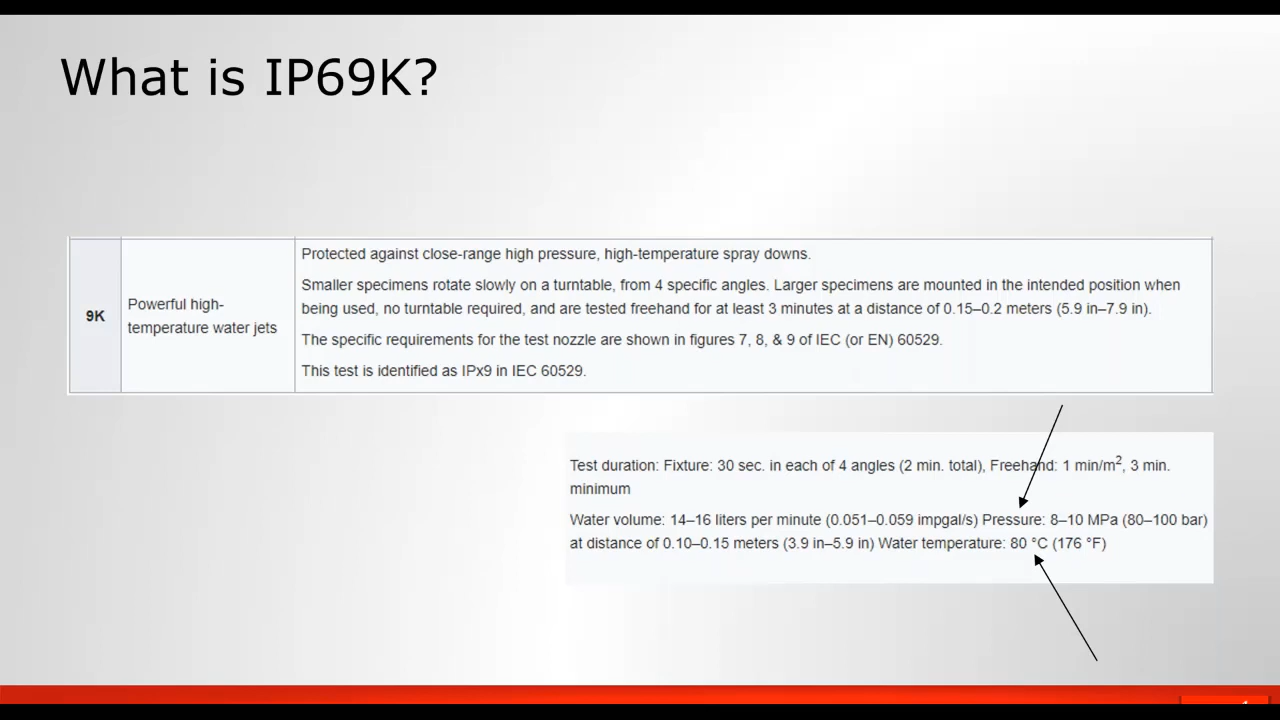 What is IP69K?
9K
Powerful high-
temperature water jets
Protected against close-range high pressure, high-temperature spray downs.
Smaller specimens rotate slowly on a turntable, from 4 specific angles. Larger specimens are mounted in the intended position when
being used, no turntable required, and are tested freehand for at least 3 minutes at a distance of 0.15–0.2 meters (5.9 in–7.9 in).
The specific requirements for the test nozzle are shown in figures 7, 8, & 9 of IEC (or EN) 60529.
This test is identified as IPx9 in IEC 60529.
Test duration: Fixture: 30 sec. in each of 4 angles (2 min. total), Freehand: 1 min/m², 3 min.
minimum
Water volume: 14–16 liters per minute (0.051–0.059 impgal/s) Pressure: 8–10 MPa (80–100 bar)
at distance of 0.10–0.15 meters (3.9 in–5.9 in) Water temperature: 80 °C (176 °F)